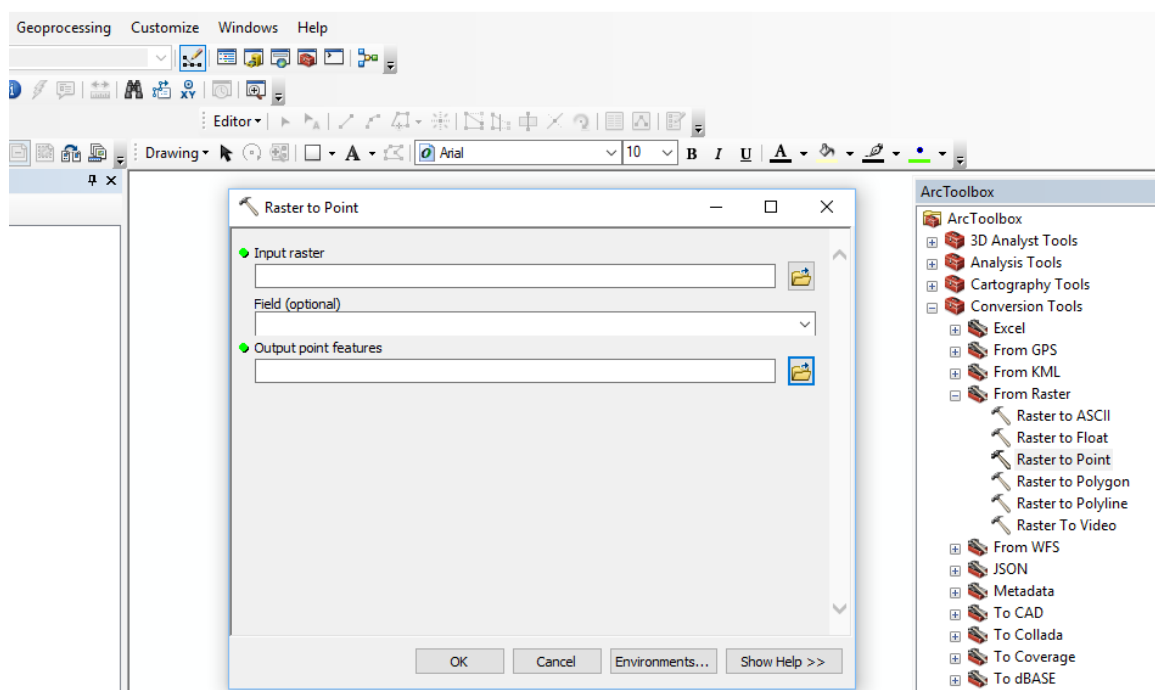 Geoprocessing Customize Windows Help
XY
Editor
Drawing A Arial 10 B I U A
ArcToolbox
Raster to Point
ArcToolbox
3D Analyst Tools
Input raster
Analysis Tools
Cartography Tools
Field (optional)
Conversion Tools
Excel
Output point features
From GPS
From KML
From Raster
Raster to ASCII
Raster to Float
Raster to Point
Raster to Polygon
Raster to Polyline
Raster To Video
From WFS
JSON
Metadata
To CAD
To Collada
OK Cancel Environments... Show Help >>
To Coverage
To dBASE